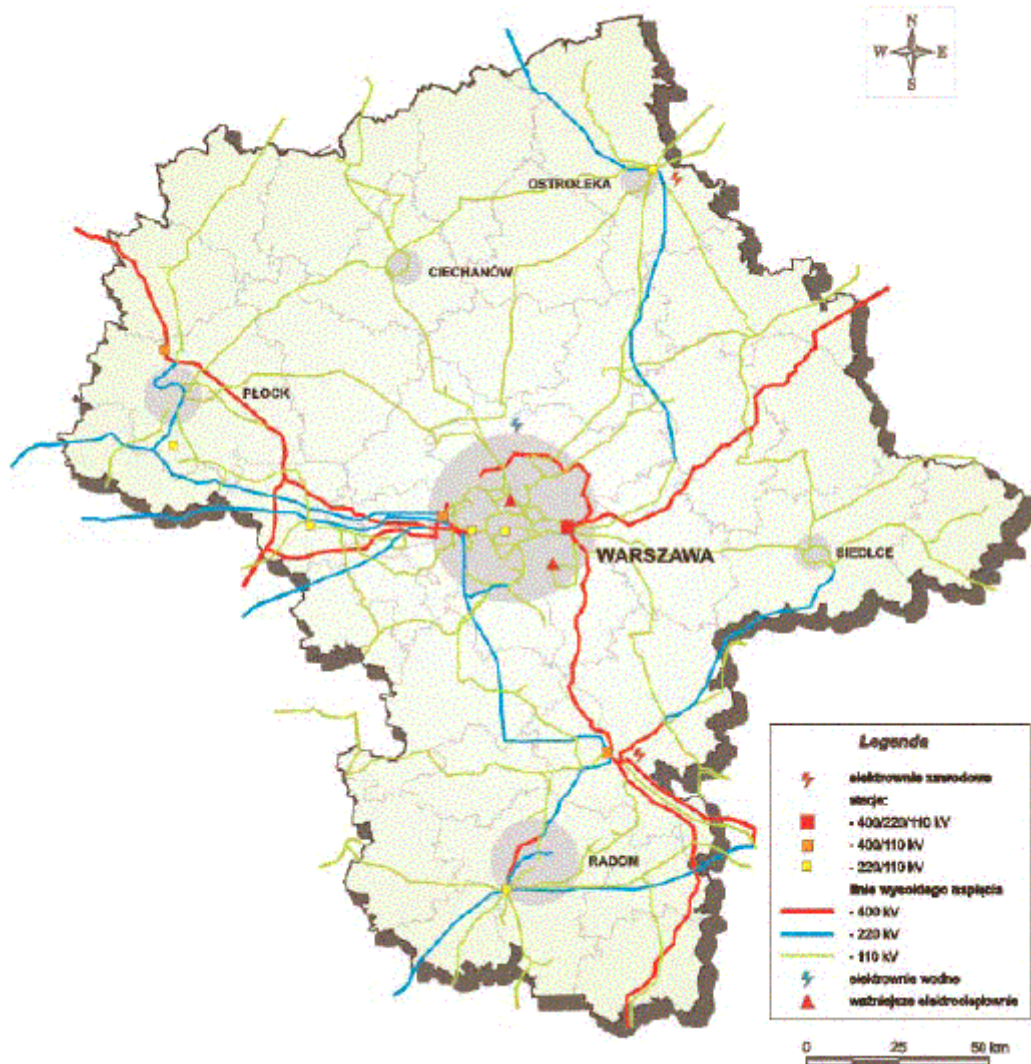 N
W E
S
OSTROŁĘKA
CIECHANÓW
PŁOCK
WARSZAWA
SIEDLCE
RADOM
Legenda
elektrownie zawodowe
stacje:
- 400/220/110 kV
- 400/110 kV
- 220/110 kV
linie wysokiego napięcia
- 400 kV
- 220 kV
- 110 kV
elektrownie wodne
ważniejsze elektrociepłownie
0 25 50 km